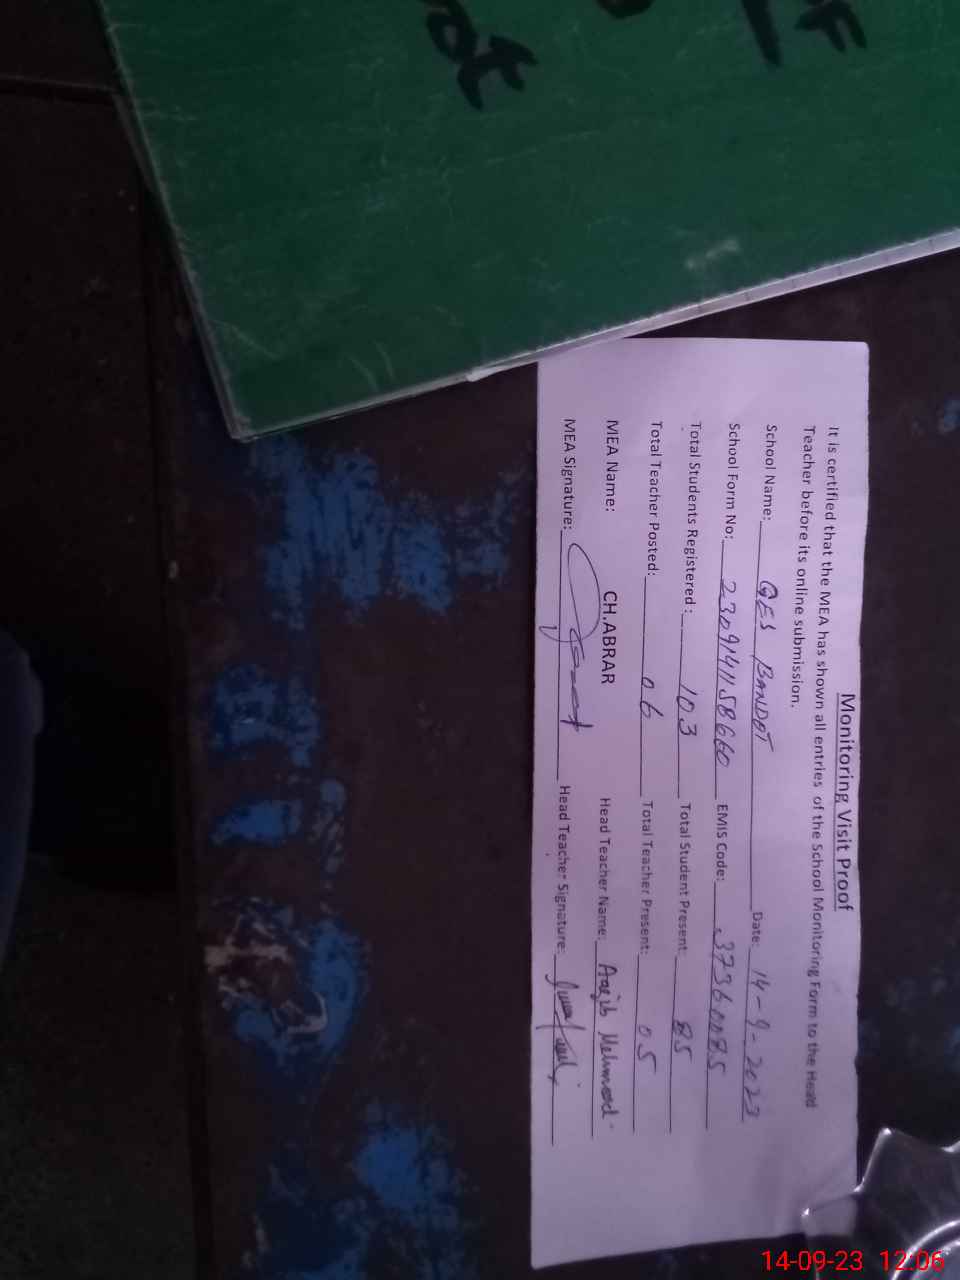 Monitoring Visit Proof
It is certified that the MEA has shown all entries of the School Monitoring Form to the Head
Teacher before its online submission.
School Name: GES BANDOT Date: 14-9-2023
School Form No: 2309141158660 EMIS Code: 37360085
Total Students Registered : 103 Total Student Present: 85
Total Teacher Posted: 06 Total Teacher Present: 05
MEA Name: CH.ABRAR Head Teacher Name: Mehmood
MEA Signature: Head Teacher Signature:
14-09-23 12:06